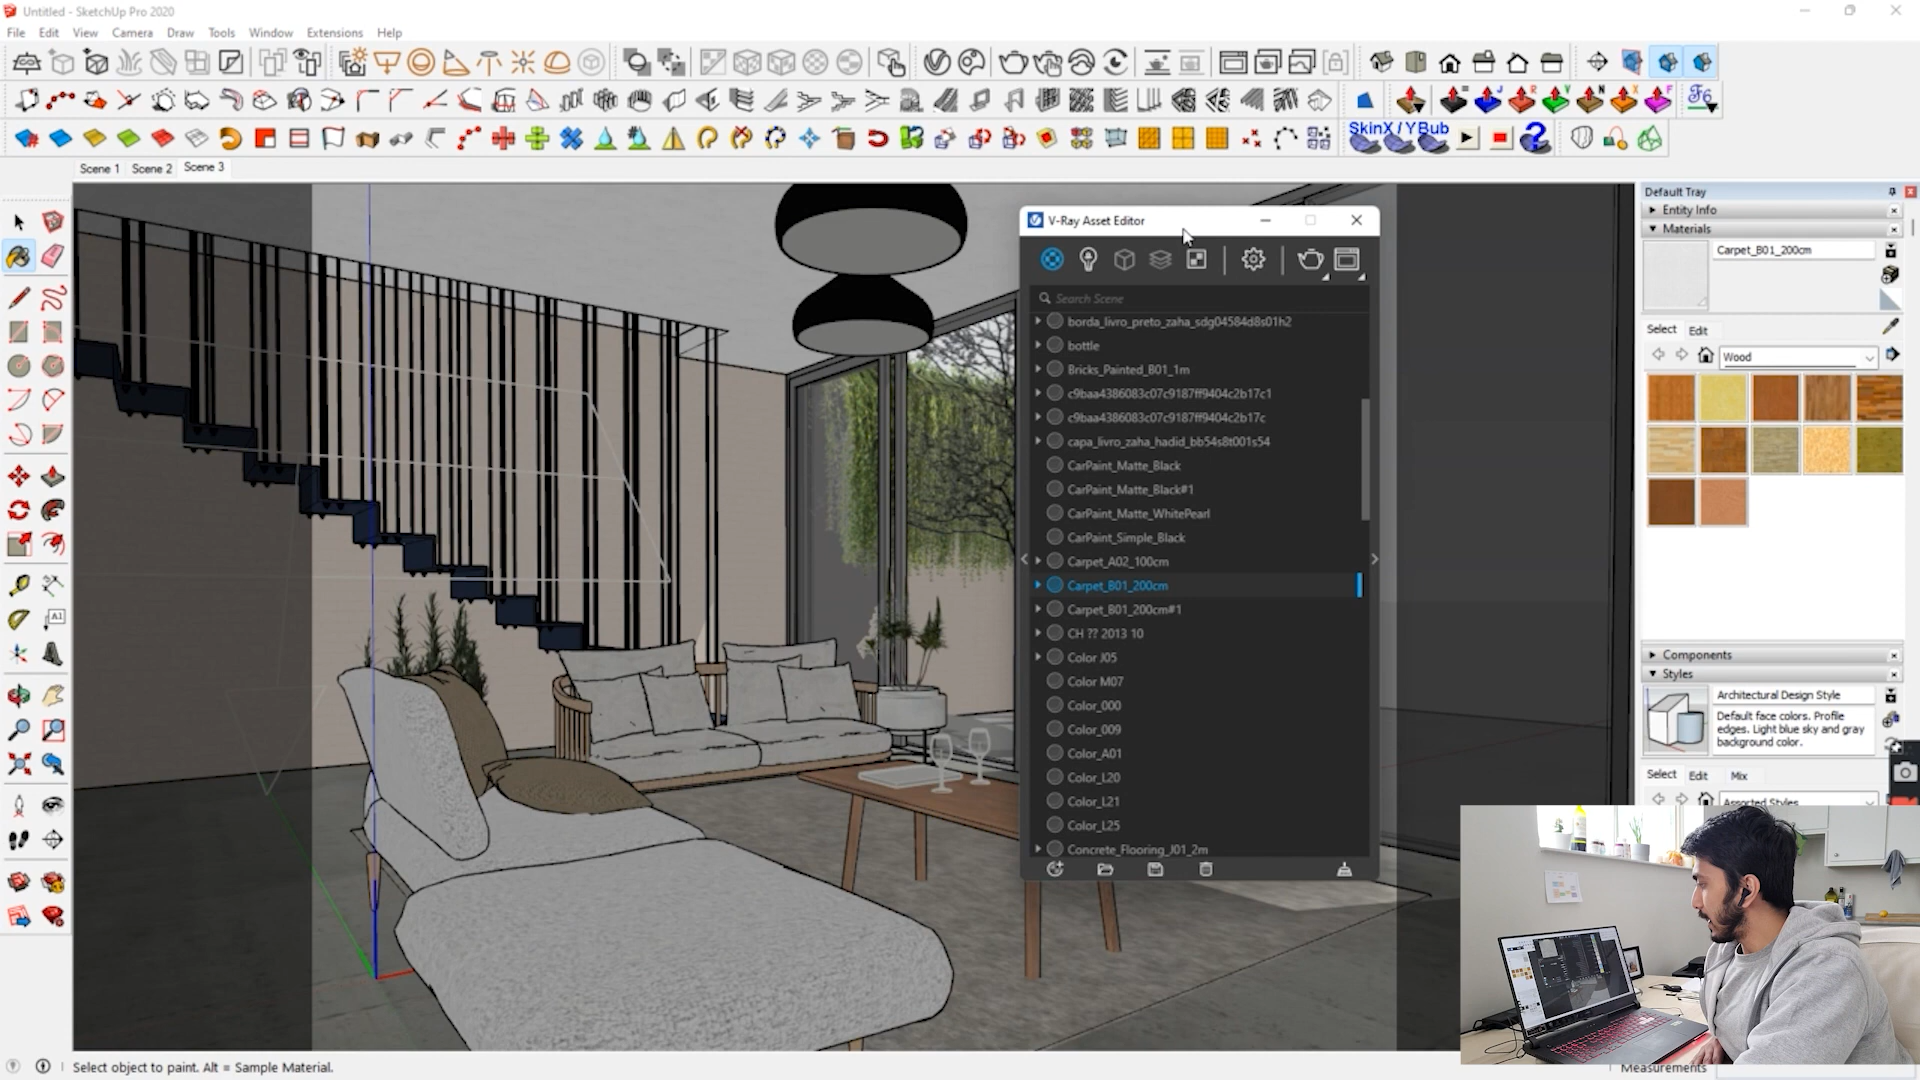 Untitled - SketchUp Pro 2020
File Edit View Camera Draw Tools Window Extensions Help
F6
SkinX / YBub
Scene 1 Scene 2 Scene 3
A1
V-Ray Asset Editor
Search Scene
borda_livro_preto_zaha_sdg04584d8s01h2
bottle
Bricks_Painted_B01_1m
c9baa4386083c07c9187ff9404c2b17c1
c9baa4386083c07c9187ff9404c2b17c
capa_livro_zaha_hadid_bb54s8t001s54
CarPaint_Matte_Black
CarPaint_Matte_Black#1
CarPaint_Matte_WhitePearl
CarPaint_Simple_Black
Carpet_A02_100cm
Carpet_B01_200cm
Carpet_B01_200cm#1
CH ?? 2013 10
Color J05
Color M07
Color_000
Color_009
Color_A01
Color_L20
Color_L21
Color_L25
Concrete_Flooring_J01_2m
Default Tray
Entity Info
Materials
Carpet_B01_200cm
Select Edit
Wood
Components
Styles
Architectural Design Style
Default face colors. Profile
edges. Light blue sky and gray
background color.
Select Edit Mix
Assorted Styles
Select object to paint. Alt = Sample Material.
Measurements